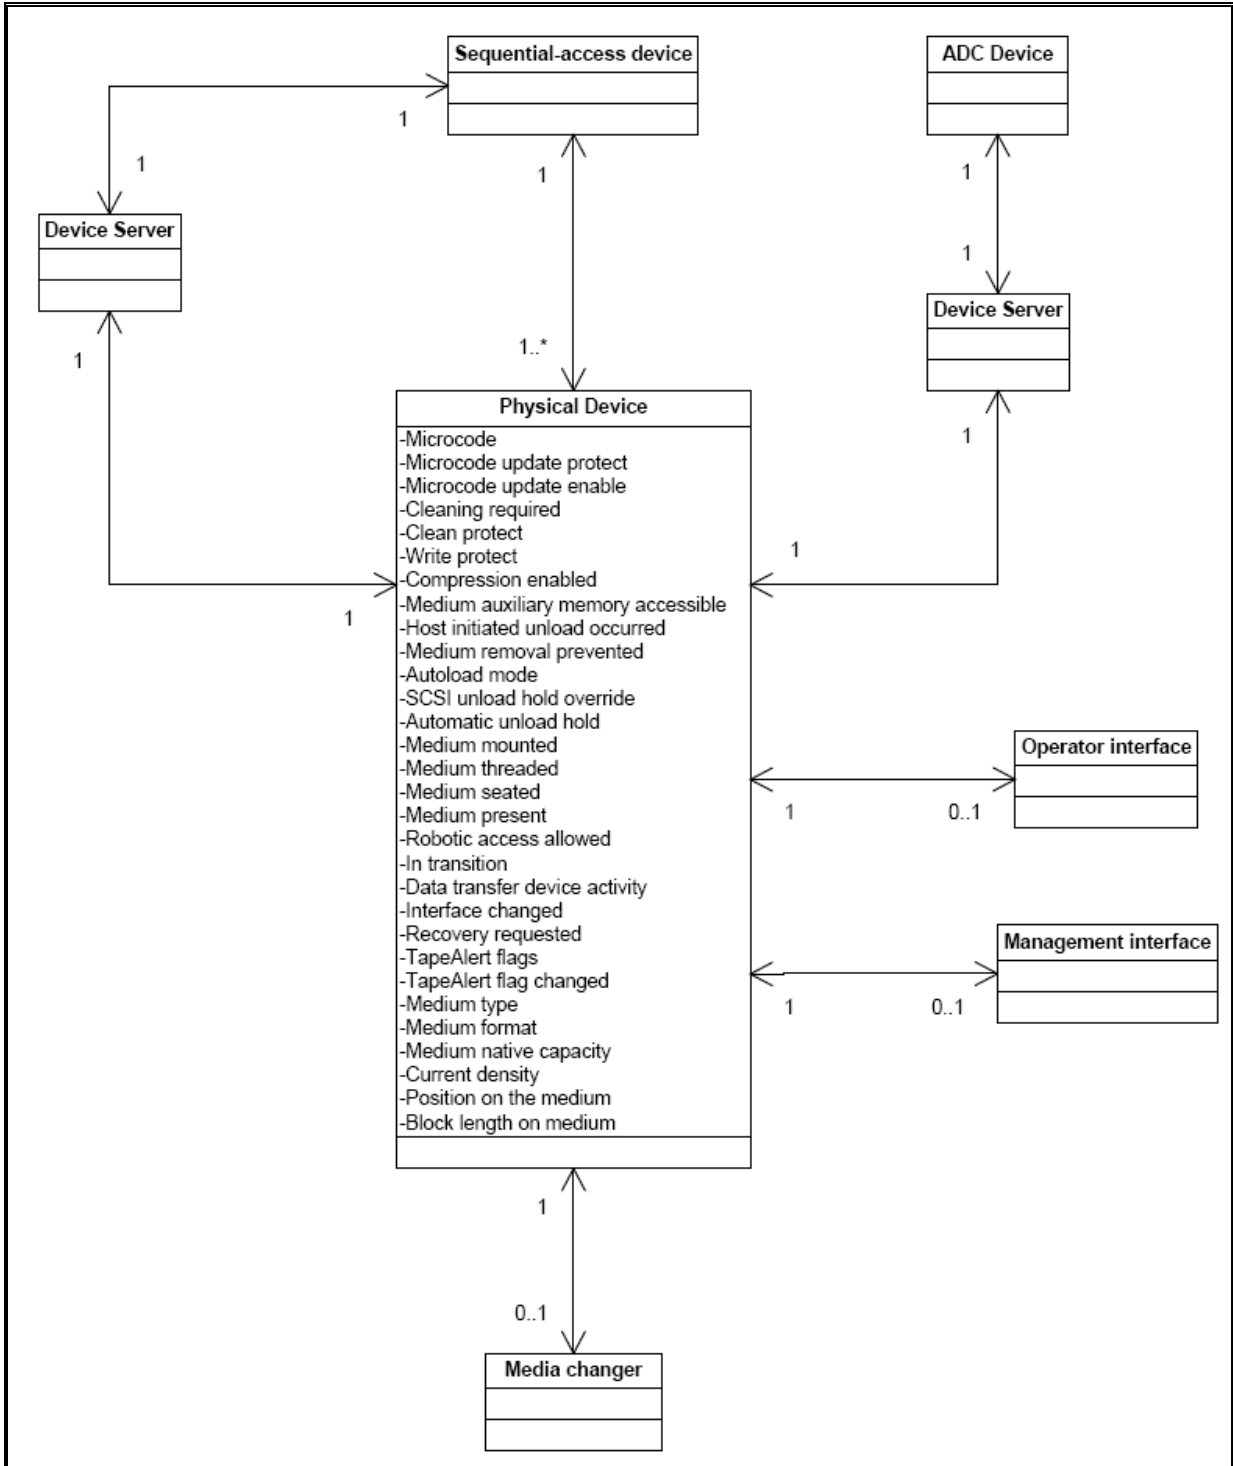 Sequential-access device
ADC Device
1
1
1
1
Device Server
1
1
Device Server
1
1..*
1
Physical Device
-Microcode
-Microcode update protect
-Microcode update enable
-Cleaning required
-Clean protect
-Write protect
-Compression enabled
-Medium auxiliary memory accessible
-Host initiated unload occurred
-Medium removal prevented
-Autoload mode
-SCSI unload hold override
-Automatic unload hold
-Medium mounted
-Medium threaded
-Medium seated
-Medium present
-Robotic access allowed
-In transition
-Data transfer device activity
-Interface changed
-Recovery requested
-TapeAlert flags
-TapeAlert flag changed
-Medium type
-Medium format
-Medium native capacity
-Current density
-Position on the medium
-Block length on medium
1
1
Operator interface
1
0..1
Management interface
1
0..1
1
0..1
Media changer